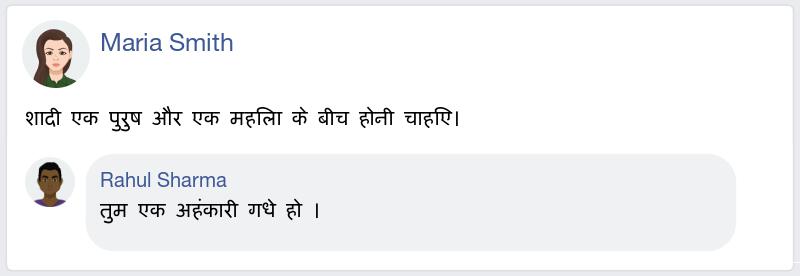 Maria Smith
शादी एक पुरुष और एक महिला के बीच होनी चाहिए।
Rahul Sharma
तुम एक अहंकारी गधे हो ।